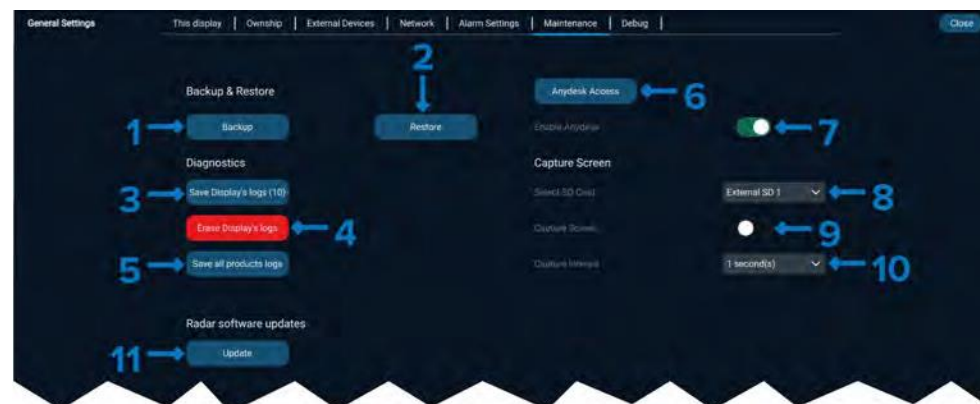 General Settings
This display | Ownship | External Devices | Network | Alarm Settings | Maintenance | Debug |
Close
2
Backup & Restore
Anydesk Access
6
1
Backup
Restore
Enable Anydesk
7
Diagnostics
Capture Screen
3
Save Display's logs (10)
Select SD Card
External SD 1
8
Erase Display's logs
4
Capture Screen
9
5
Save all products logs
Capture Interval
1 second(s)
10
Radar software updates
11
Update